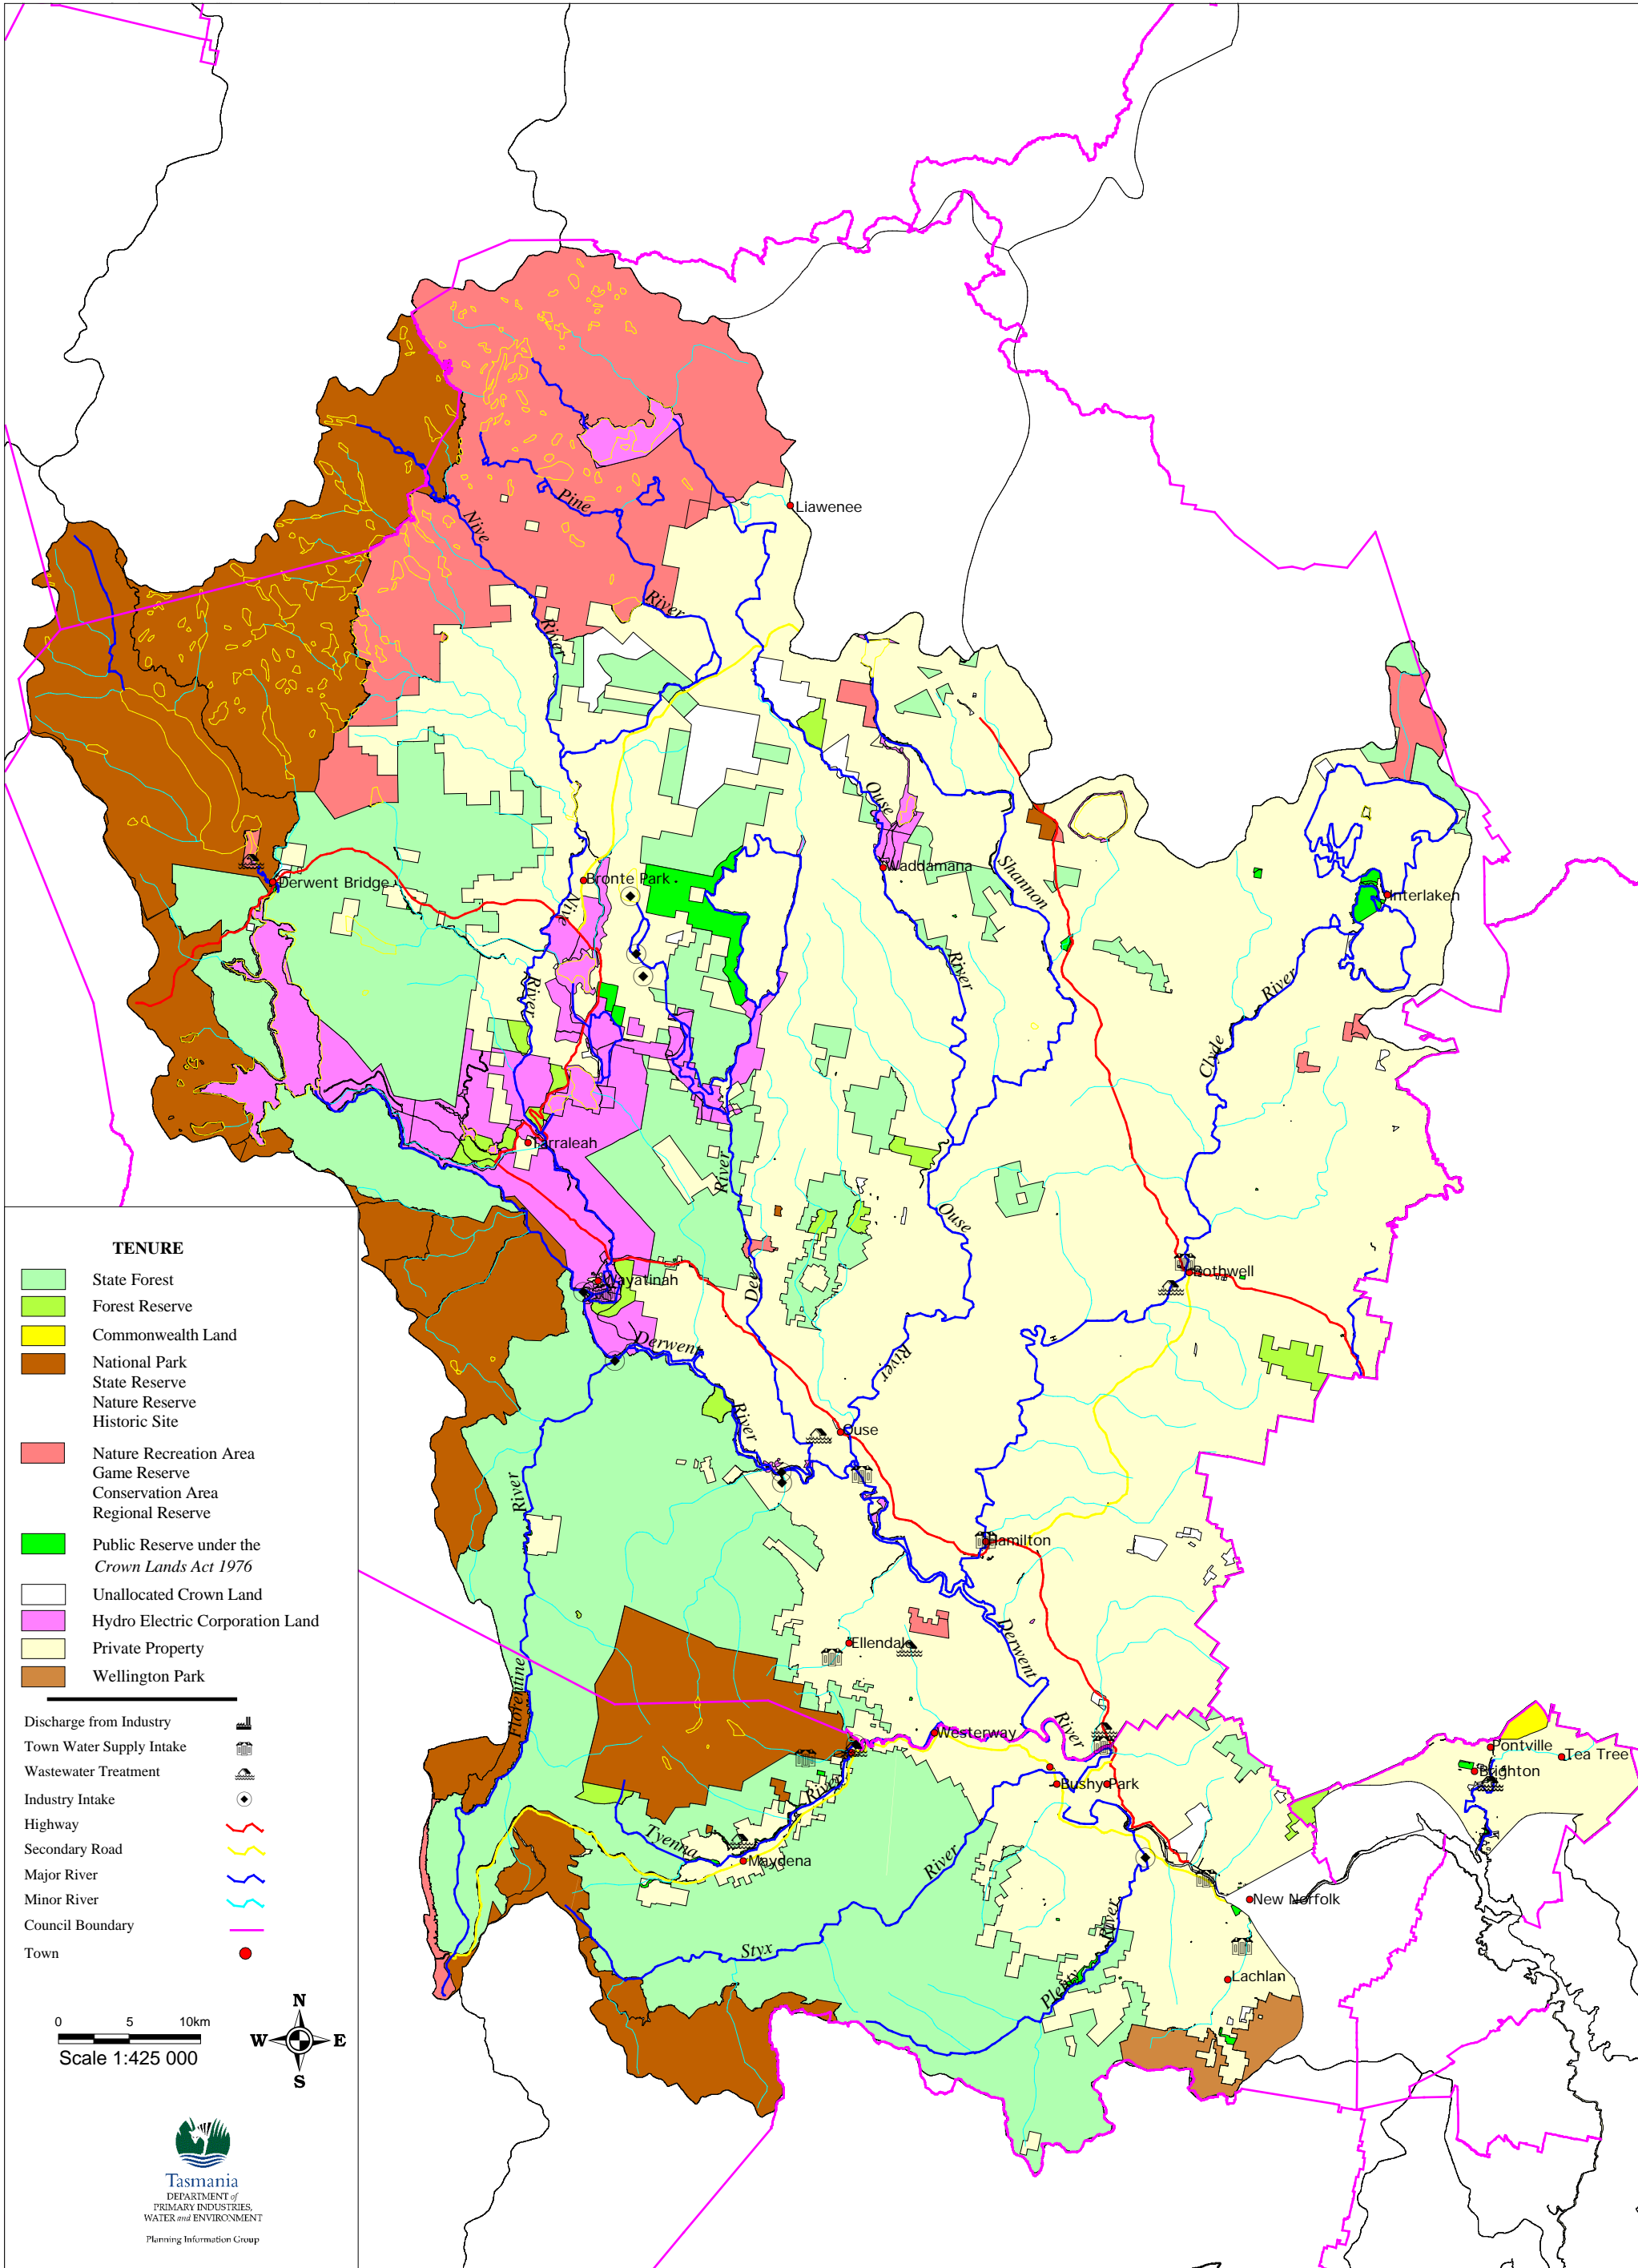 Liawenee
Pine
Nive
River
River
Ouse
Waddamana
Shannon
Derwent Bridge
Bronte Park
Nive
Interlaken
River
River
River
Clyde
Tarraleah
River
Ouse
Bothwell
Wayatinah
Dee
Derwent
River
River
Ouse
River
Hamilton
Derwent
Ellendale
Florentine
River
Westerway
Pontville
Tea Tree
Brighton
Bushy Park
River
Tyenna
Maydena
River
New Norfolk
River
Styx
Plenty
Lachlan
TENURE
State Forest
Forest Reserve
Commonwealth Land
National Park
State Reserve
Nature Reserve
Historic Site
Nature Recreation Area
Game Reserve
Conservation Area
Regional Reserve
Public Reserve under the
Crown Lands Act 1976
Unallocated Crown Land
Hydro Electric Corporation Land
Private Property
Wellington Park
Discharge from Industry
Town Water Supply Intake
Wastewater Treatment
Industry Intake
Highway
Secondary Road
Major River
Minor River
Council Boundary
Town
0 5 10km
Scale 1:425 000
N
W E
S
Tasmania
DEPARTMENT of
PRIMARY INDUSTRIES,
WATER and ENVIRONMENT
Planning Information Group